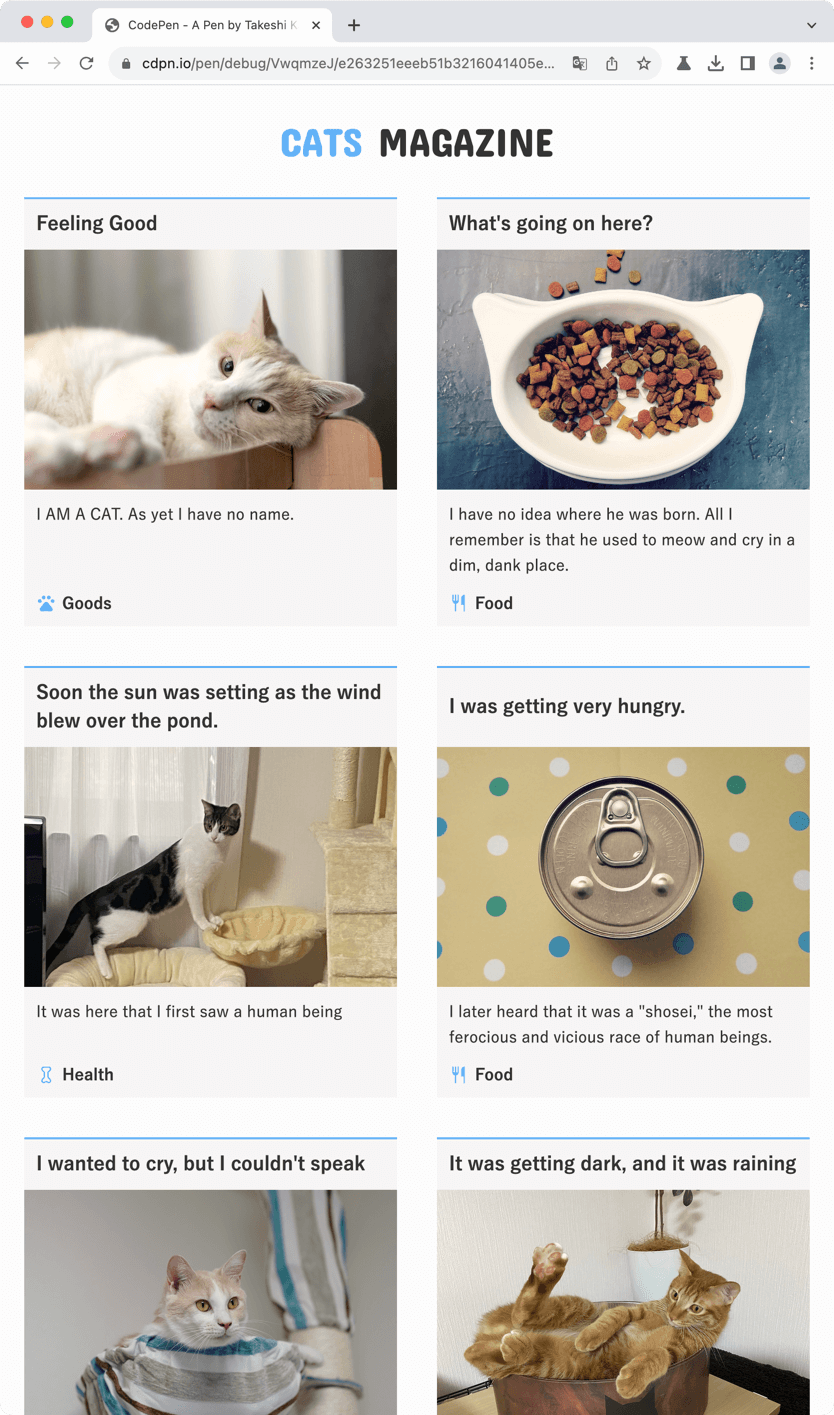 CodePen - A Pen by Takeshi K
cdpn.io/pen/debug/VwqmzeJ/e263251eeeb51b3216041405e...
CATS MAGAZINE
Feeling Good
I AM A CAT. As yet I have no name.
Goods
What's going on here?
I have no idea where he was born. All I
remember is that he used to meow and cry in a
dim, dank place.
Food
Soon the sun was setting as the wind
blew over the pond.
It was here that I first saw a human being
Health
I was getting very hungry.
I later heard that it was a "shosei," the most
ferocious and vicious race of human beings.
Food
I wanted to cry, but I couldn't speak
It was getting dark, and it was raining